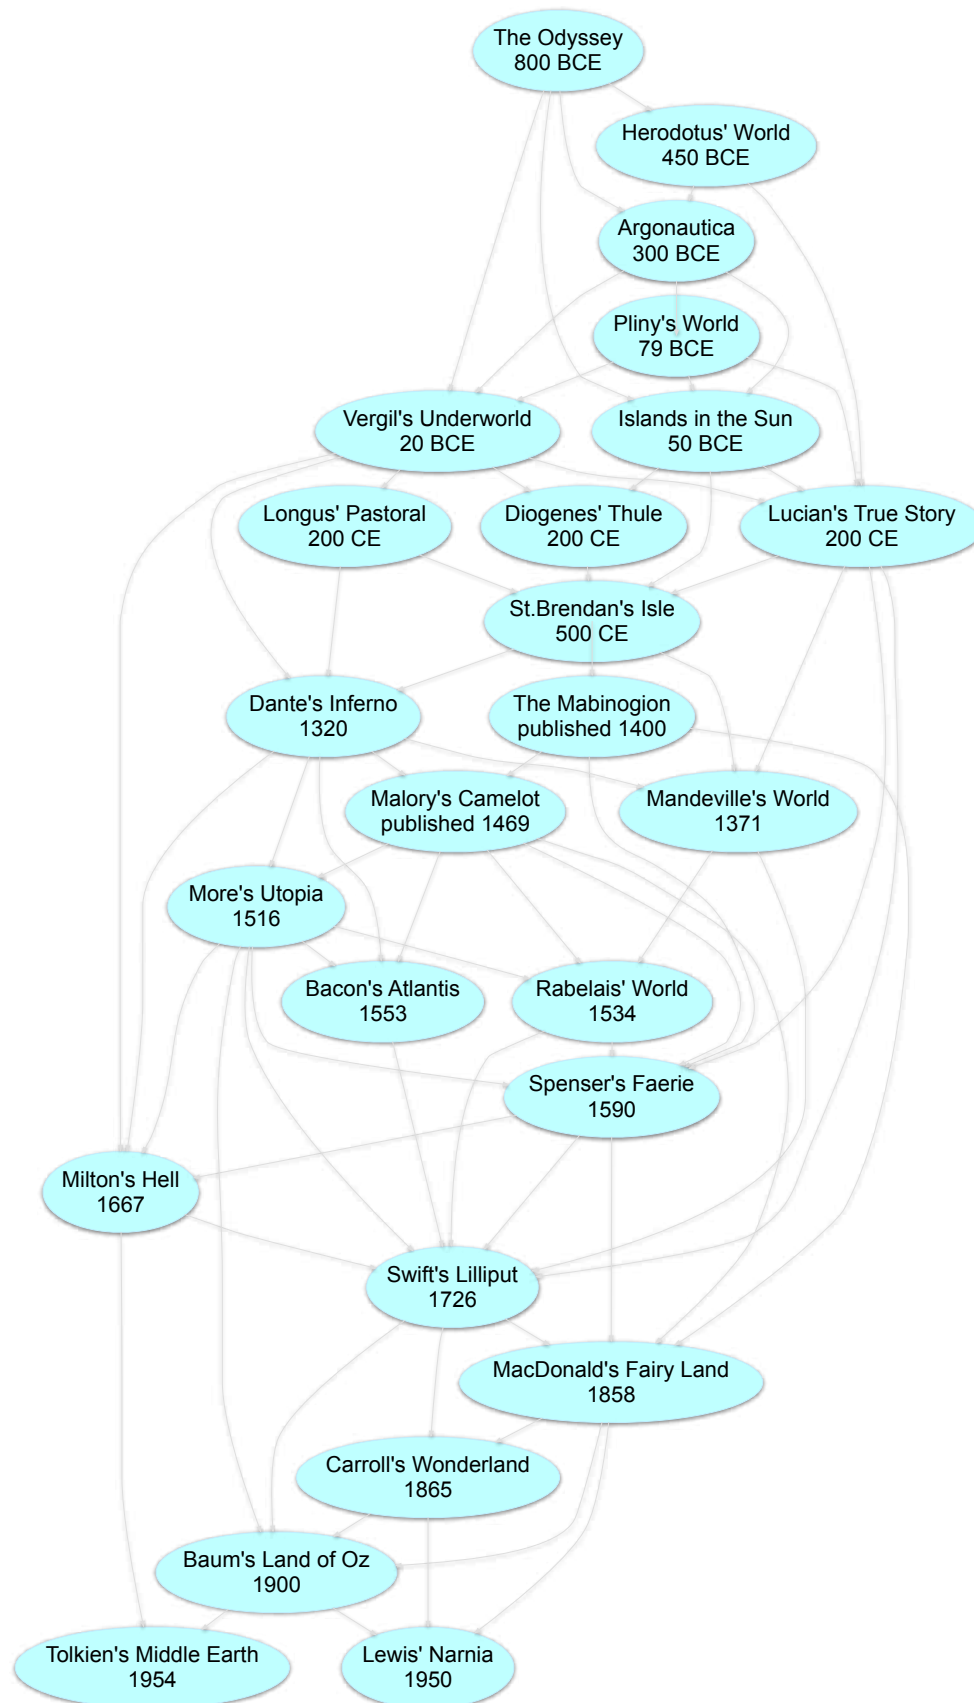 The Odyssey
800 BCE
Herodotus' World
450 BCE
Argonautica
300 BCE
Pliny's World
79 BCE
Vergil's Underworld
20 BCE
Islands in the Sun
50 BCE
Longus' Pastoral
200 CE
Diogenes' Thule
200 CE
Lucian's True Story
200 CE
St.Brendan's Isle
500 CE
Dante's Inferno
1320
The Mabinogion
published 1400
Malory's Camelot
published 1469
Mandeville's World
1371
More's Utopia
1516
Bacon's Atlantis
1553
Rabelais' World
1534
Spenser's Faerie
1590
Milton's Hell
1667
Swift's Lilliput
1726
MacDonald's Fairy Land
1858
Carroll's Wonderland
1865
Baum's Land of Oz
1900
Tolkien's Middle Earth
1954
Lewis' Narnia
1950